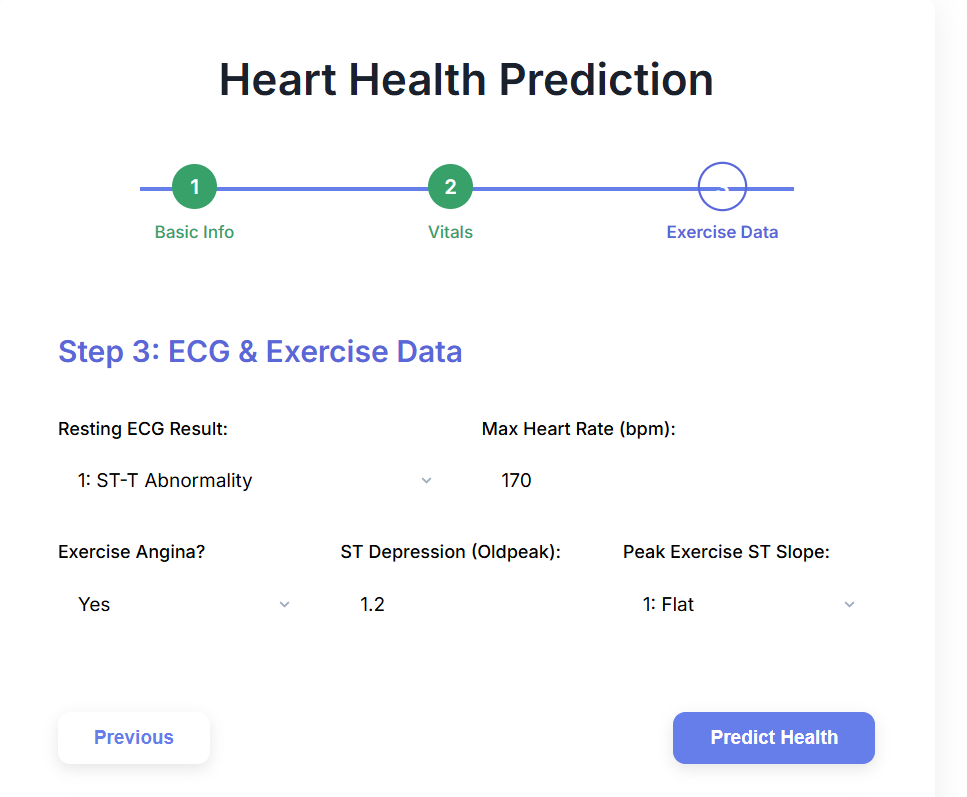 Heart Health Prediction
1
2
Basic Info
Vitals
Exercise Data
Step 3: ECG & Exercise Data
Resting ECG Result:
Max Heart Rate (bpm):
1: ST-T Abnormality
170
Exercise Angina?
ST Depression (Oldpeak):
Peak Exercise ST Slope:
Yes
1.2
1: Flat
Previous
Predict Health